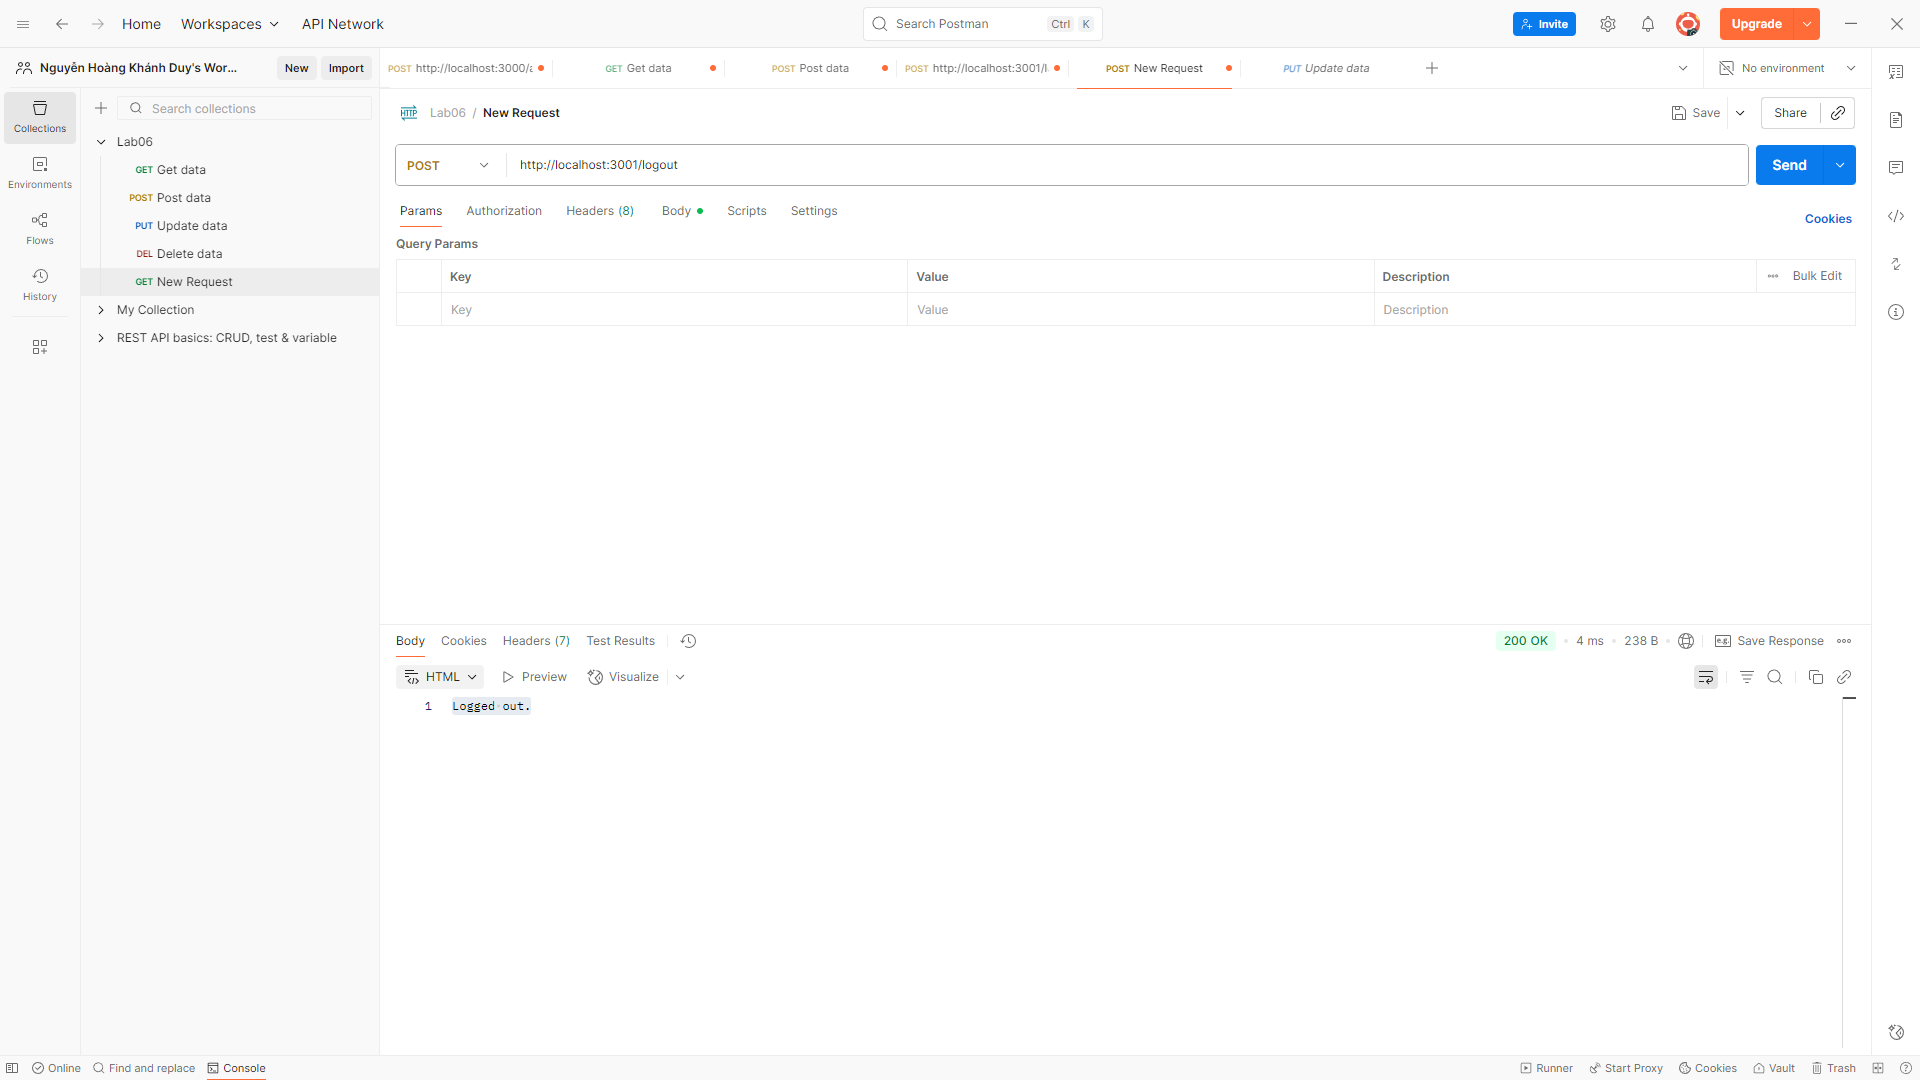 Home
Workspaces
API Network
Search Postman
Ctrl K
Invite
Upgrade
Nguyễn Hoàng Khánh Duy's Wor...
New
Import
POST http://localhost:3000/a
GET Get data
POST Post data
POST http://localhost:3001/l
POST New Request
PUT Update data
No environment
Collections
Environments
Flows
History
Search collections
Lab06
GET Get data
POST Post data
PUT Update data
DEL Delete data
GET New Request
My Collection
REST API basics: CRUD, test & variable
HTTP
Lab06 / New Request
Save
Share
POST
http://localhost:3001/logout
Send
Params
Authorization
Headers (8)
Body
Scripts
Settings
Cookies
Query Params
Key
Value
Description
Bulk Edit
Key
Value
Description
Body
Cookies
Headers (7)
Test Results
200 OK
4 ms
238 B
e.g.
Save Response
HTML
Preview
Visualize
1
Logged out.
Online
Find and replace
Console
Runner
Start Proxy
Cookies
Vault
Trash